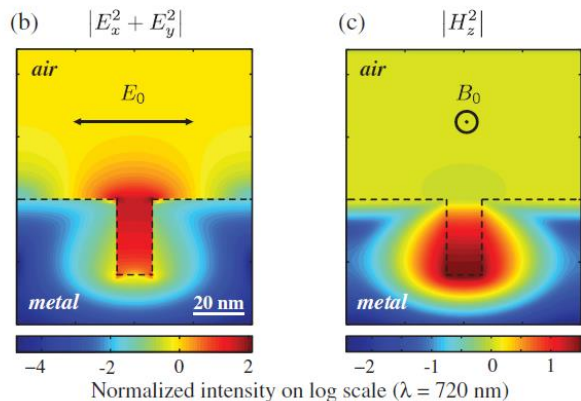 (b) |E_x^2 + E_y^2|
(c) |H_z^2|
air
E_0
metal
20 nm
air
B_0
metal
−4 −2 0 2
−2 −1 0 1
Normalized intensity on log scale (λ = 720 nm)